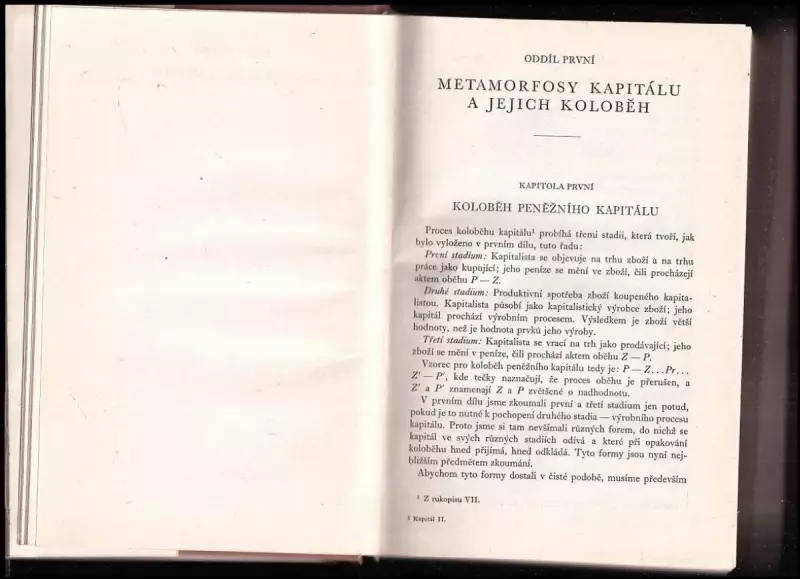 ODDÍL PRVNÍ
METAMORFOSY KAPITÁLU
A JEJICH KOLOBĚH
KAPITOLA PRVNÍ
KOLOBĚH PENĚŽNÍHO KAPITÁLU
Proces koloběhu kapitálu¹ probíhá třemi stadii, která tvoří, jak
bylo vyloženo v prvním dílu, tuto řadu:
První stadium: Kapitalista se objevuje na trhu zboží a na trhu
práce jako kupující; jeho peníze se mění ve zboží, čili procházejí
aktem oběhu P — Z.
Druhé stadium: Produktivní spotřeba zboží koupeného kapita-
listou. Kapitalista působí jako kapitalistický výrobce zboží; jeho
kapitál prochází výrobním procesem. Výsledkem je zboží větší
hodnoty, než je hodnota prvků jeho výroby.
Třetí stadium: Kapitalista se vrací na trh jako prodávající; jeho
zboží se mění v peníze, čili prochází aktem oběhu Z — P.
Vzorec pro koloběh peněžního kapitálu tedy je: P — Z...Pr...
Z' — P', kde tečky naznačují, že proces oběhu je přerušen, a
Z' a P' znamenají Z a P zvětšené o nadhodnotu.
V prvním dílu jsme zkoumali první a třetí stadium jen potud,
pokud je to nutné k pochopení druhého stadia — výrobního procesu
kapitálu. Proto jsme si tam nevšímali různých forem, do nichž se
kapitál ve svých různých stadiích odívá a které při opakování
koloběhu hned přijímá, hned odkládá. Tyto formy jsou nyní nej-
bližším předmětem zkoumání.
Abychom tyto formy dostali v čisté podobě, musíme především
¹ Z rukopisu VII.
1 Kapitál II.